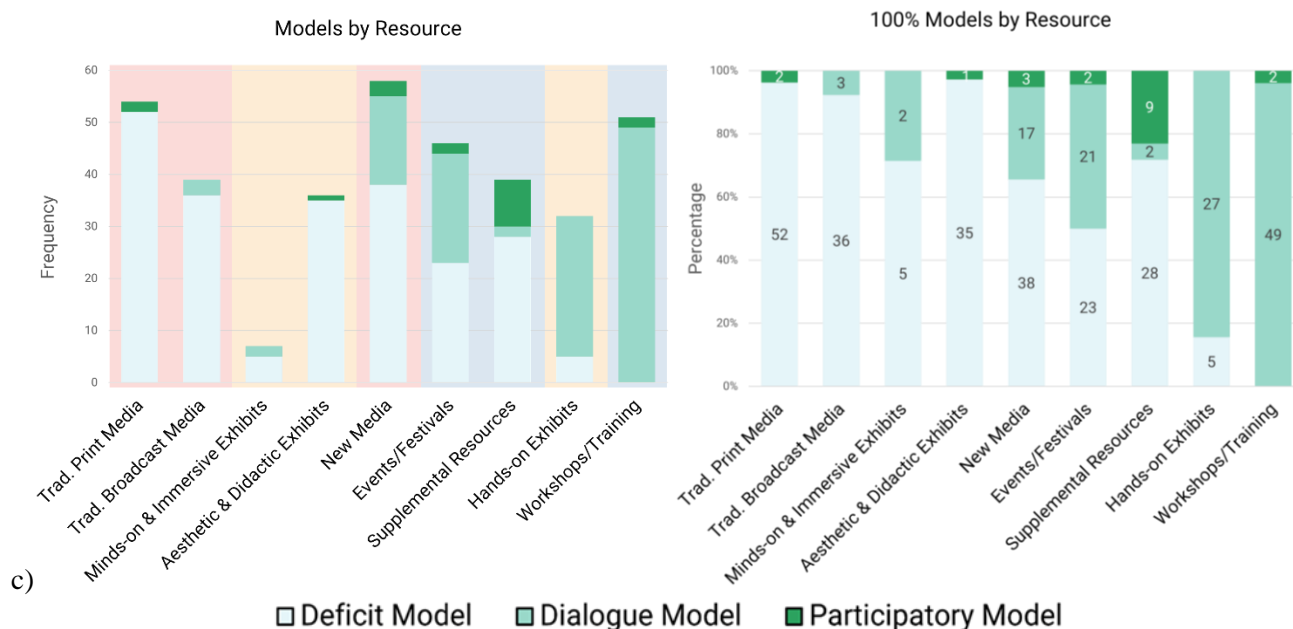 Models by Resource
Frequency
60
50
40
30
20
10
0
Trad. Print Media
Trad. Broadcast Media
Minds-on & Immersive Exhibits
Aesthetic & Didactic Exhibits
New Media
Events/Festivals
Supplemental Resources
Hands-on Exhibits
Workshops/Training
100% Models by Resource
Percentage
100%
80%
60%
40%
20%
0%
2
52
3
36
2
5
1
35
3
17
38
2
21
23
9
2
28
27
5
2
49
Trad. Print Media
Trad. Broadcast Media
Minds-on & Immersive Exhibits
Aesthetic & Didactic Exhibits
New Media
Events/Festivals
Supplemental Resources
Hands-on Exhibits
Workshops/Training
c)
Deficit Model Dialogue Model Participatory Model